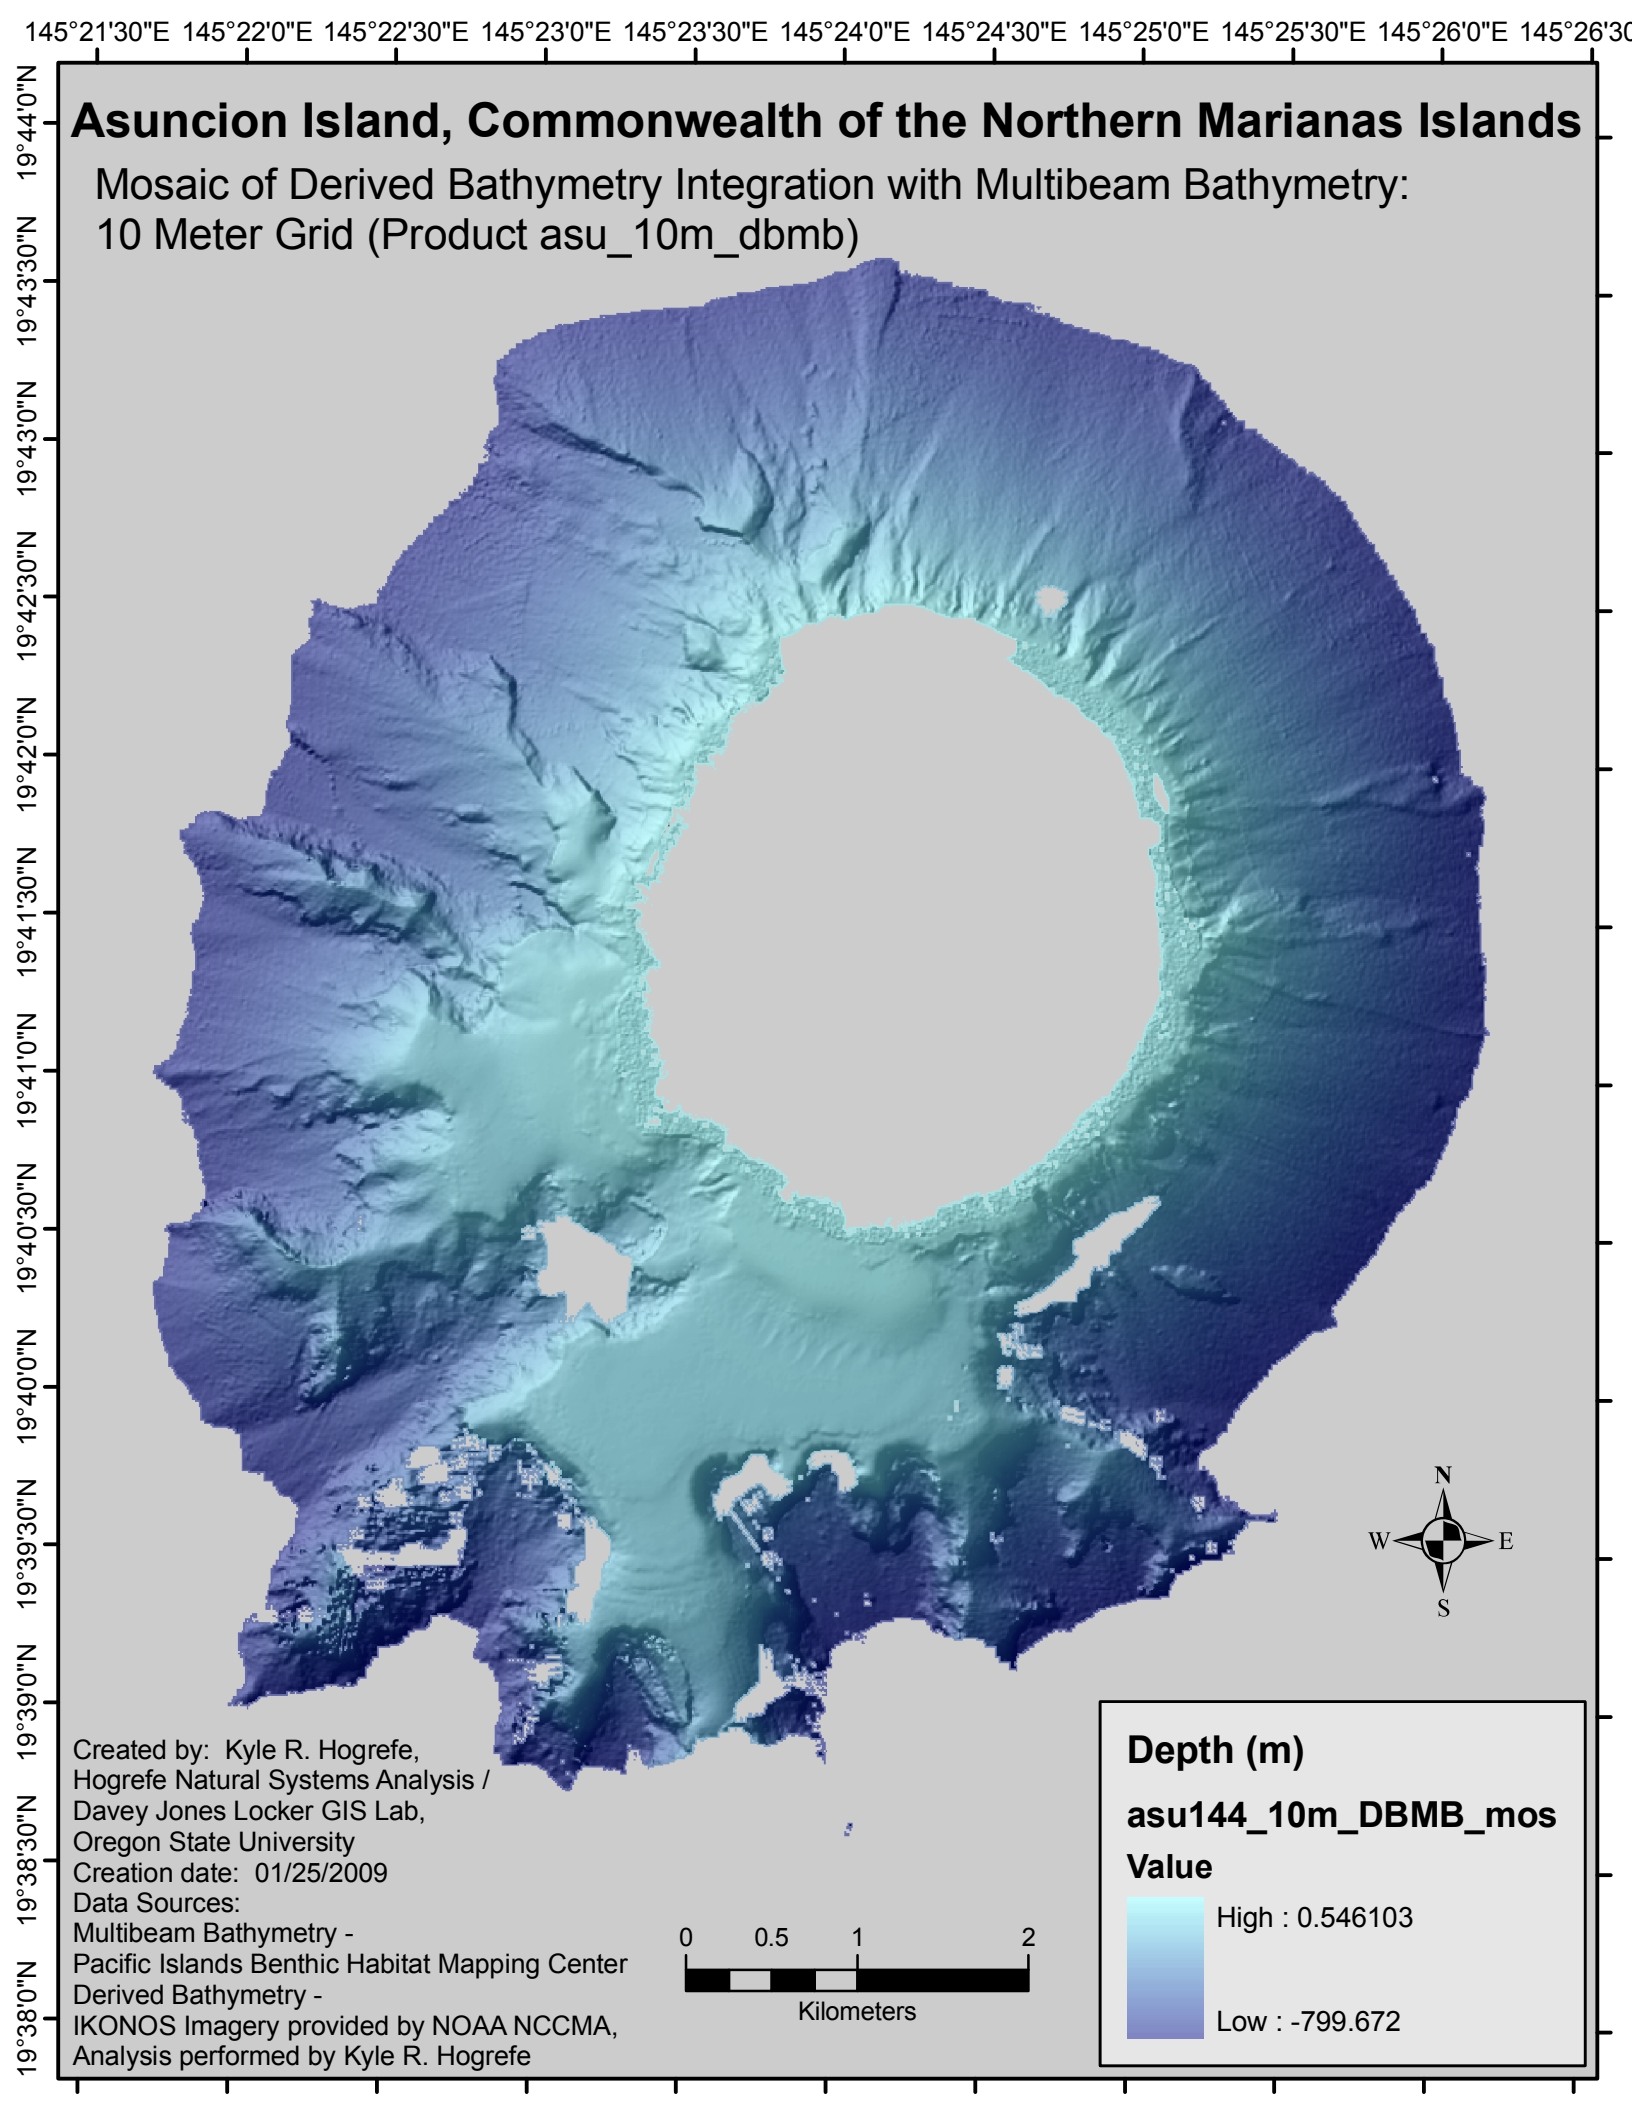 145°21'30"E 145°22'0"E 145°22'30"E 145°23'0"E 145°23'30"E 145°24'0"E 145°24'30"E 145°25'0"E 145°25'30"E 145°26'0"E 145°26'30
19°44'0"N
19°43'30"N
19°43'0"N
19°42'30"N
19°42'0"N
19°41'30"N
19°41'0"N
19°40'30"N
19°40'0"N
19°39'30"N
19°39'0"N
19°38'30"N
19°38'0"N
Asuncion Island, Commonwealth of the Northern Marianas Islands
Mosaic of Derived Bathymetry Integration with Multibeam Bathymetry:
10 Meter Grid (Product asu_10m_dbmb)
N
W E
S
Created by: Kyle R. Hogrefe,
Hogrefe Natural Systems Analysis /
Davey Jones Locker GIS Lab,
Oregon State University
Creation date: 01/25/2009
Data Sources:
Multibeam Bathymetry -
Pacific Islands Benthic Habitat Mapping Center
Derived Bathymetry -
IKONOS Imagery provided by NOAA NCCMA,
Analysis performed by Kyle R. Hogrefe
0 0.5 1 2
Kilometers
Depth (m)
asu144_10m_DBMB_mos
Value
High : 0.546103
Low : -799.672